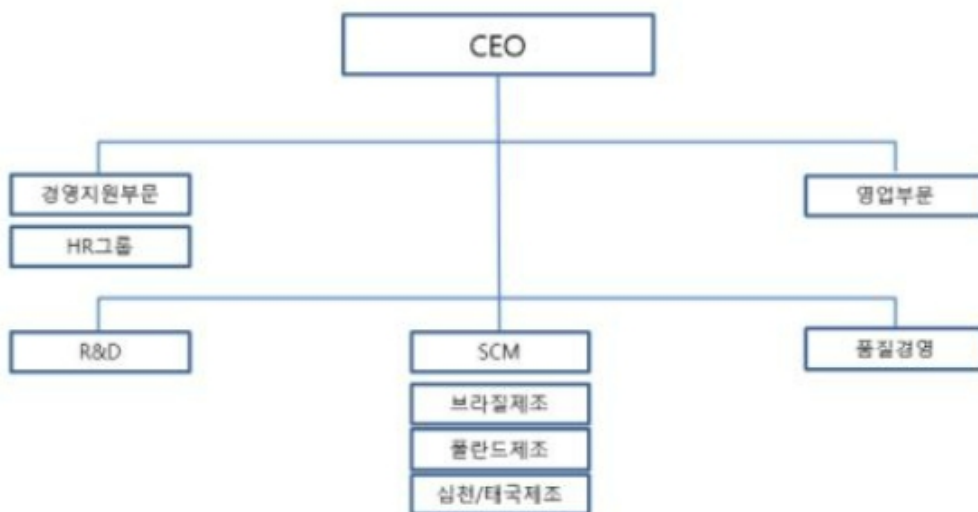 CEO
경영지원부문
영업부문
HR그룹
R&D
SCM
품질경영
브라질제조
폴란드제조
심천/태국제조